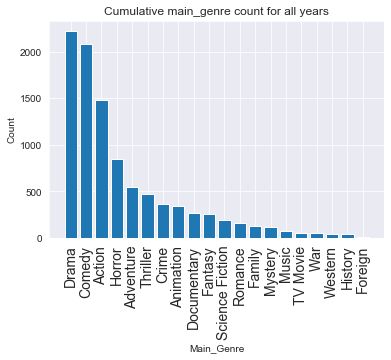 Cumulative main_genre count for all years
Count
2000
1500
1000
500
0
Drama
Comedy
Action
Horror
Adventure
Thriller
Crime
Animation
Documentary
Fantasy
Science Fiction
Romance
Family
Mystery
Music
TV Movie
War
Western
History
Foreign
Main_Genre